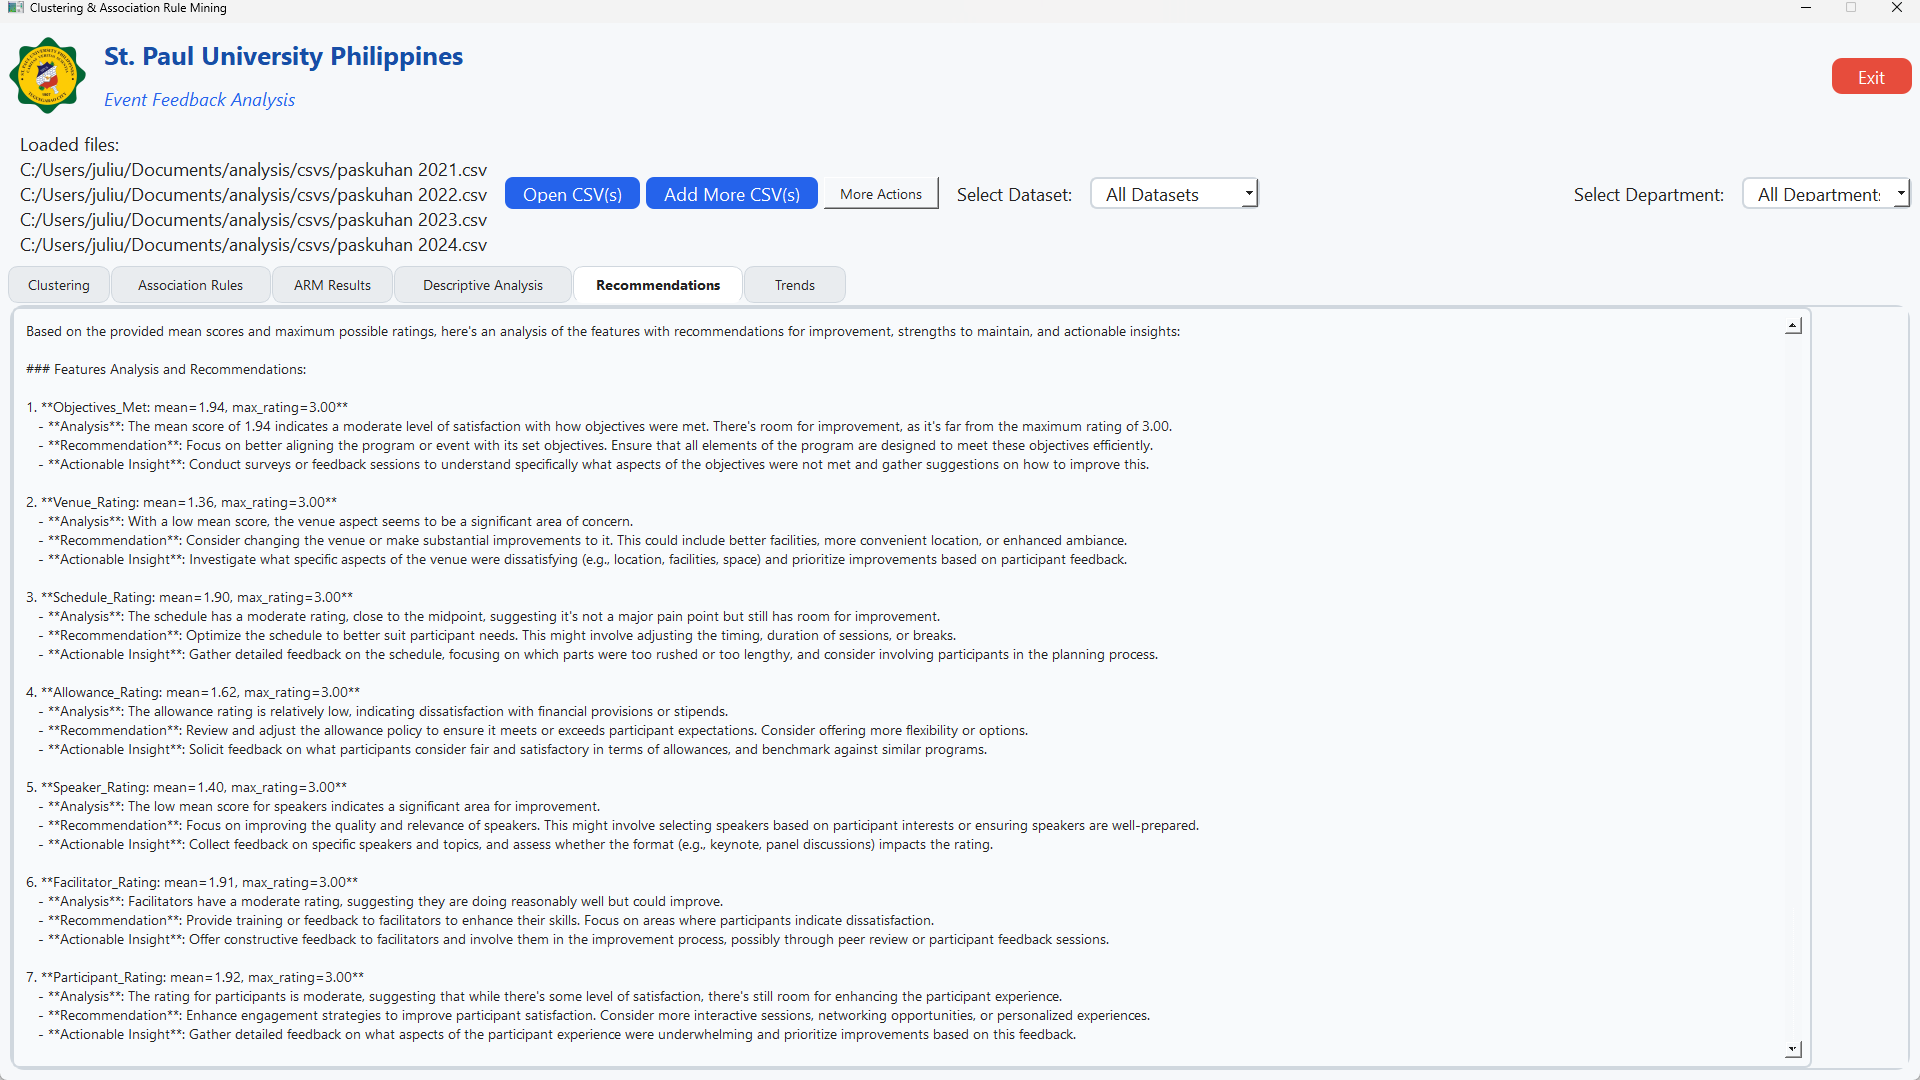 Clustering & Association Rule Mining
St. Paul University Philippines
Event Feedback Analysis
Exit
Loaded files:
C:/Users/juliu/Documents/analysis/csvs/paskuhan 2021.csv
C:/Users/juliu/Documents/analysis/csvs/paskuhan 2022.csv
C:/Users/juliu/Documents/analysis/csvs/paskuhan 2023.csv
C:/Users/juliu/Documents/analysis/csvs/paskuhan 2024.csv
Open CSV(s)
Add More CSV(s)
More Actions
Select Dataset:
All Datasets
Select Department:
All Department
Clustering
Association Rules
ARM Results
Descriptive Analysis
Recommendations
Trends
Based on the provided mean scores and maximum possible ratings, here's an analysis of the features with recommendations for improvement, strengths to maintain, and actionable insights:
### Features Analysis and Recommendations:
1. **Objectives_Met: mean=1.94, max_rating=3.00**
- **Analysis**: The mean score of 1.94 indicates a moderate level of satisfaction with how objectives were met. There's room for improvement, as it's far from the maximum rating of 3.00.
- **Recommendation**: Focus on better aligning the program or event with its set objectives. Ensure that all elements of the program are designed to meet these objectives efficiently.
- **Actionable Insight**: Conduct surveys or feedback sessions to understand specifically what aspects of the objectives were not met and gather suggestions on how to improve this.
2. **Venue_Rating: mean=1.36, max_rating=3.00**
- **Analysis**: With a low mean score, the venue aspect seems to be a significant area of concern.
- **Recommendation**: Consider changing the venue or make substantial improvements to it. This could include better facilities, more convenient location, or enhanced ambiance.
- **Actionable Insight**: Investigate what specific aspects of the venue were dissatisfying (e.g., location, facilities, space) and prioritize improvements based on participant feedback.
3. **Schedule_Rating: mean=1.90, max_rating=3.00**
- **Analysis**: The schedule has a moderate rating, close to the midpoint, suggesting it's not a major pain point but still has room for improvement.
- **Recommendation**: Optimize the schedule to better suit participant needs. This might involve adjusting the timing, duration of sessions, or breaks.
- **Actionable Insight**: Gather detailed feedback on the schedule, focusing on which parts were too rushed or too lengthy, and consider involving participants in the planning process.
4. **Allowance_Rating: mean=1.62, max_rating=3.00**
- **Analysis**: The allowance rating is relatively low, indicating dissatisfaction with financial provisions or stipends.
- **Recommendation**: Review and adjust the allowance policy to ensure it meets or exceeds participant expectations. Consider offering more flexibility or options.
- **Actionable Insight**: Solicit feedback on what participants consider fair and satisfactory in terms of allowances, and benchmark against similar programs.
5. **Speaker_Rating: mean=1.40, max_rating=3.00**
- **Analysis**: The low mean score for speakers indicates a significant area for improvement.
- **Recommendation**: Focus on improving the quality and relevance of speakers. This might involve selecting speakers based on participant interests or ensuring speakers are well-prepared.
- **Actionable Insight**: Collect feedback on specific speakers and topics, and assess whether the format (e.g., keynote, panel discussions) impacts the rating.
6. **Facilitator_Rating: mean=1.91, max_rating=3.00**
- **Analysis**: Facilitators have a moderate rating, suggesting they are doing reasonably well but could improve.
- **Recommendation**: Provide training or feedback to facilitators to enhance their skills. Focus on areas where participants indicate dissatisfaction.
- **Actionable Insight**: Offer constructive feedback to facilitators and involve them in the improvement process, possibly through peer review or participant feedback sessions.
7. **Participant_Rating: mean=1.92, max_rating=3.00**
- **Analysis**: The rating for participants is moderate, suggesting that while there's some level of satisfaction, there's still room for enhancing the participant experience.
- **Recommendation**: Enhance engagement strategies to improve participant satisfaction. Consider more interactive sessions, networking opportunities, or personalized experiences.
- **Actionable Insight**: Gather detailed feedback on what aspects of the participant experience were underwhelming and prioritize improvements based on this feedback.